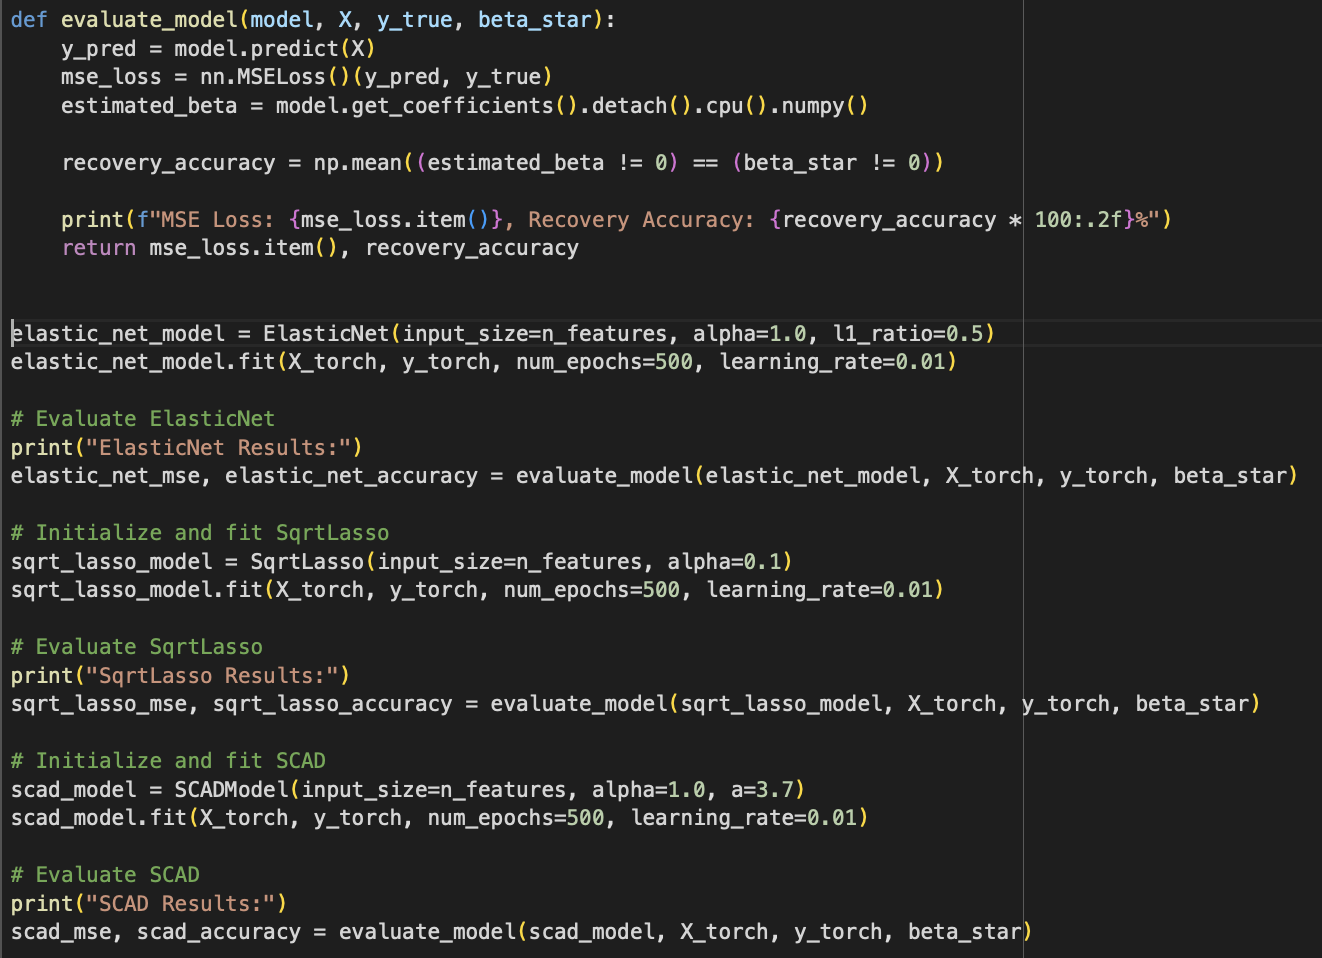 def evaluate_model(model, X, y_true, beta_star):
    y_pred = model.predict(X)
    mse_loss = nn.MSELoss()(y_pred, y_true)
    estimated_beta = model.get_coefficients().detach().cpu().numpy()

    recovery_accuracy = np.mean((estimated_beta != 0) == (beta_star != 0))

    print(f"MSE Loss: {mse_loss.item()}, Recovery Accuracy: {recovery_accuracy * 100:.2f}%")
    return mse_loss.item(), recovery_accuracy


elastic_net_model = ElasticNet(input_size=n_features, alpha=1.0, l1_ratio=0.5)
elastic_net_model.fit(X_torch, y_torch, num_epochs=500, learning_rate=0.01)

# Evaluate ElasticNet
print("ElasticNet Results:")
elastic_net_mse, elastic_net_accuracy = evaluate_model(elastic_net_model, X_torch, y_torch, beta_star)

# Initialize and fit SqrtLasso
sqrt_lasso_model = SqrtLasso(input_size=n_features, alpha=0.1)
sqrt_lasso_model.fit(X_torch, y_torch, num_epochs=500, learning_rate=0.01)

# Evaluate SqrtLasso
print("SqrtLasso Results:")
sqrt_lasso_mse, sqrt_lasso_accuracy = evaluate_model(sqrt_lasso_model, X_torch, y_torch, beta_star)

# Initialize and fit SCAD
scad_model = SCADModel(input_size=n_features, alpha=1.0, a=3.7)
scad_model.fit(X_torch, y_torch, num_epochs=500, learning_rate=0.01)

# Evaluate SCAD
print("SCAD Results:")
scad_mse, scad_accuracy = evaluate_model(scad_model, X_torch, y_torch, beta_star)